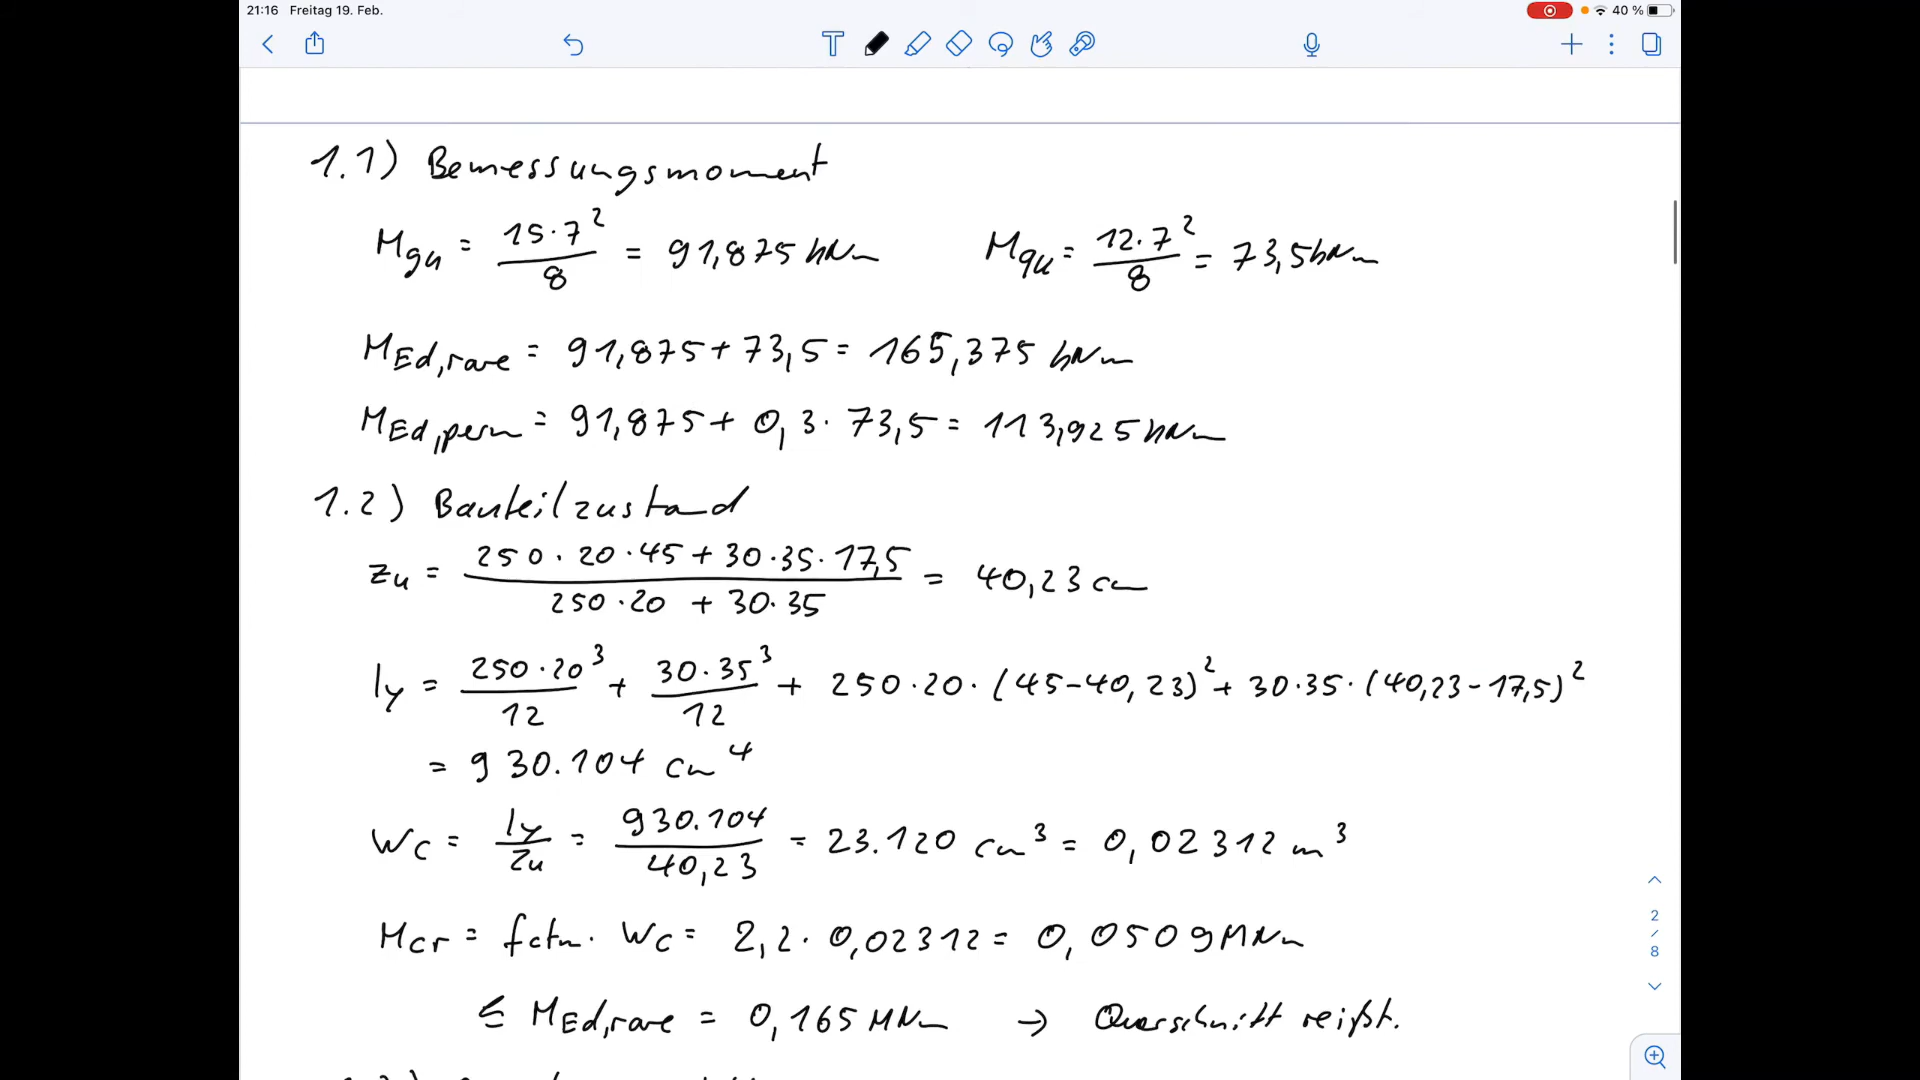 21:16 Freitag 19. Feb. 40 %
1.1) Bemessungsmoment
Mgk = 15·7²/8 = 91,875 kNm Mqk = 12·7²/8 = 73,5 kNm
MEd,rare = 91,875 + 73,5 = 165,375 kNm
MEd,perm = 91,875 + 0,3·73,5 = 113,925 kNm
1.2) Bauteilzustand
zu = (250·20·45 + 30·35·17,5)/(250·20 + 30·35) = 40,23 cm
Iy = 250·20³/12 + 30·35³/12 + 250·20·(45-40,23)² + 30·35·(40,23-17,5)²
= 930.104 cm⁴
Wc = Iy/zu = 930.104/40,23 = 23.120 cm³ = 0,02312 m³
Mcr = fctm · Wc = 2,2 · 0,02312 = 0,0509 MNm
≤ MEd,rare = 0,165 MNm → Querschnitt reißt.
2
/
8